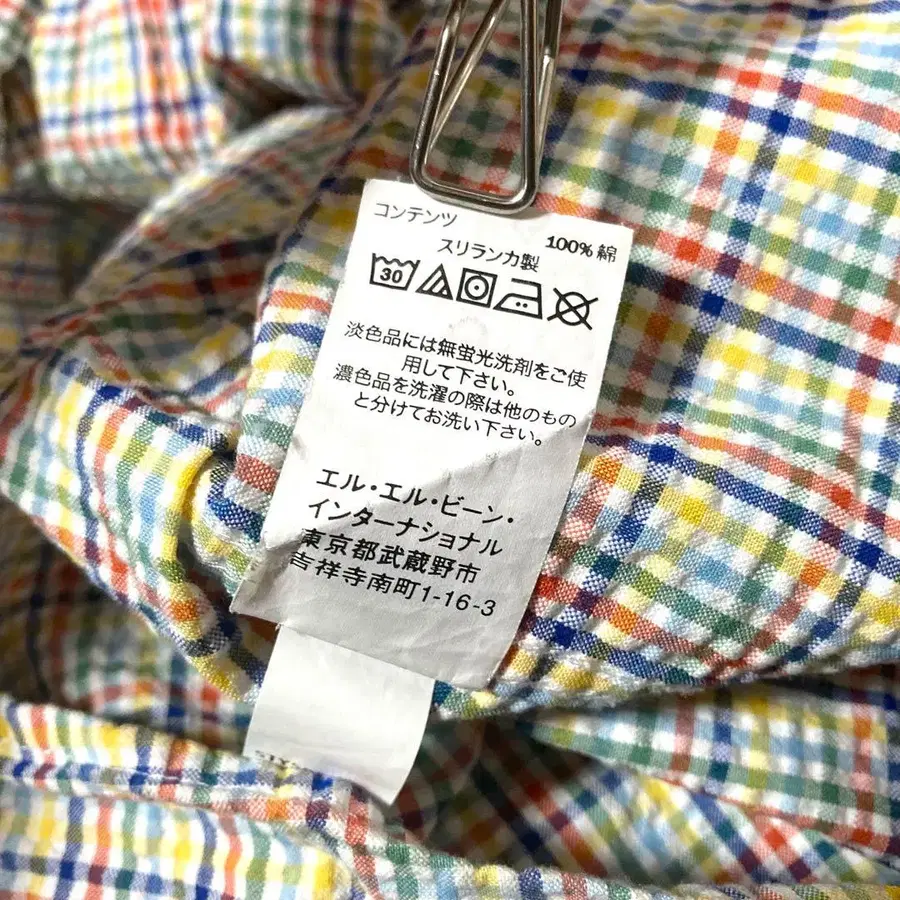 コンテンツ 100% 綿
スリランカ製
30
淡色品には無蛍光洗剤をご使
用して下さい。
濃色品を洗濯の際は他のもの
と分けてお洗い下さい。
エル・エル・ビーン・
インターナショナル
東京都武蔵野市
吉祥寺南町1-16-3